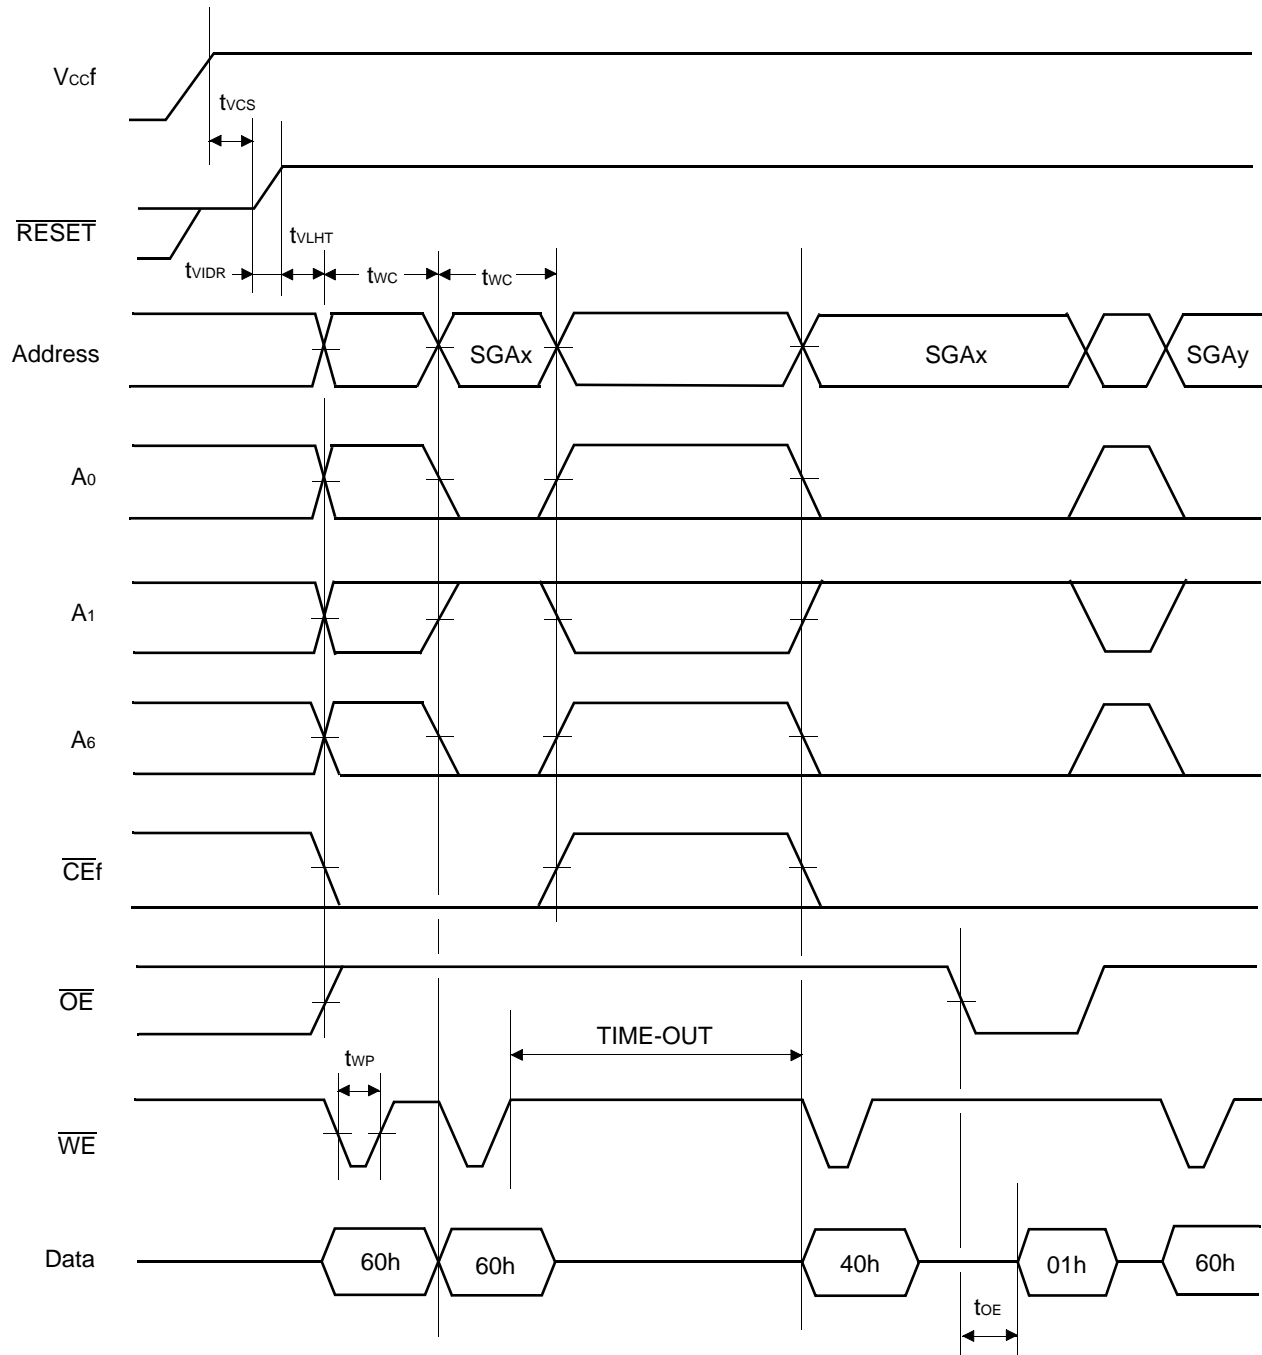 VCCf
tVCS
RESET
tVLHT
tVIDR
tWC
tWC
Address
SGAx
SGAx
SGAy
A0
A1
A6
CEf
OE
TIME-OUT
tWP
WE
Data
60h
60h
40h
01h
60h
tOE